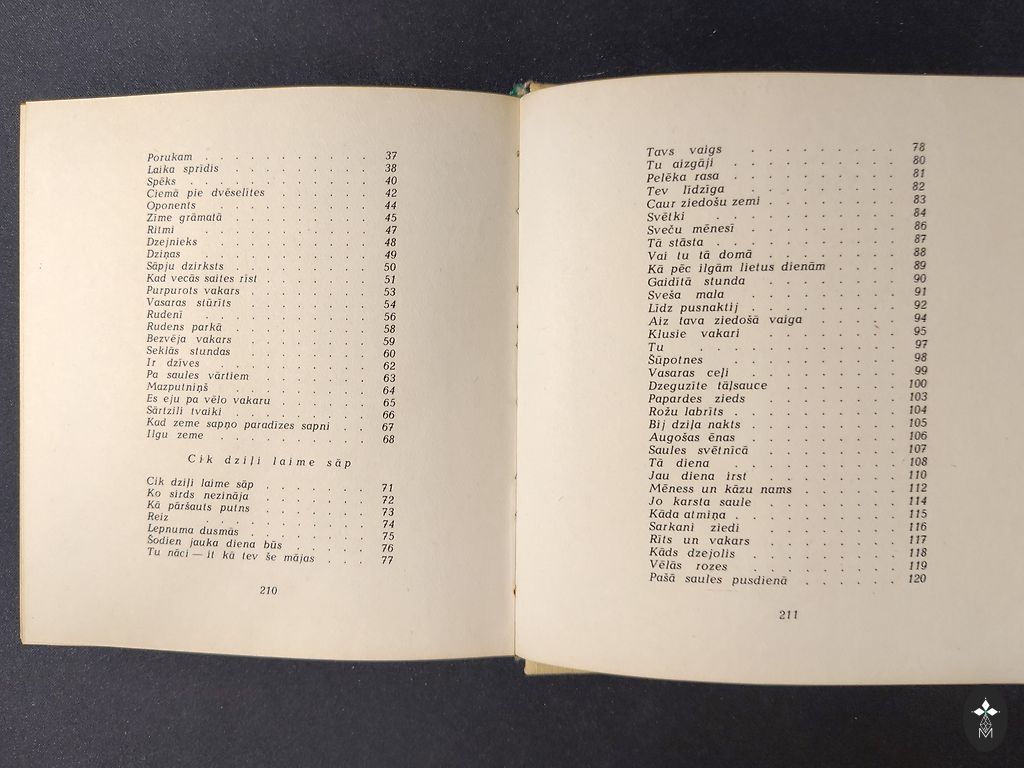 Porukam . . . . . . . . . . 37
Laika sprīdis . . . . . . . . . 38
Spēks . . . . . . . . . . 40
Ciemā pie dvēselītes . . . . . . . 42
Oponents . . . . . . . . . 44
Zīme grāmatā . . . . . . . . 45
Ritmi . . . . . . . . . . 47
Dzejnieks . . . . . . . . . 48
Dziņas . . . . . . . . . 49
Sāpju dzirksts . . . . . . . . 50
Kad vecās saites rist . . . . . . . 51
Purpurots vakars . . . . . . . 53
Vasaras stūrīts . . . . . . . . 54
Rudenī . . . . . . . . . 56
Rudens parkā . . . . . . . . 58
Bezvēja vakars . . . . . . . . 59
Seklās stundas . . . . . . . . 60
Ir dzīves . . . . . . . . . 62
Pa saules vārtiem . . . . . . . 63
Mazputniņš . . . . . . . . 64
Es eju pa vēlo vakaru . . . . . . 65
Sārtzili tvaiki . . . . . . . . 66
Kad zeme sapņo paradīzes sapni . . . 67
Ilgu zeme . . . . . . . . . 68
Cik dziļi laime sāp
Cik dziļi laime sāp . . . . . . . 71
Ko sirds nezināja . . . . . . . 72
Kā pāršauts putns . . . . . . . 73
Reiz . . . . . . . . . . 74
Lepnuma dusmās . . . . . . . 75
Šodien jauka diena būs . . . . . . 76
Tu nāci — it kā tev še mājas . . . 77
210
Tavs vaigs . . . . . . . . . 78
Tu aizgāji . . . . . . . . . 80
Pelēka rasa . . . . . . . . . 81
Tev līdzīga . . . . . . . . . 82
Caur ziedošu zemi . . . . . . . . 83
Svētki . . . . . . . . . . 84
Sveču mēnesī . . . . . . . . . 86
Tā stāsta . . . . . . . . . . 87
Vai tu tā domā . . . . . . . . 88
Kā pēc ilgām lietus dienām . . . . 89
Gaidītā stunda . . . . . . . . 90
Sveša mala . . . . . . . . . 91
Līdz pusnaktij . . . . . . . . . 92
Aiz tava ziedošā vaiga . . . . . 94
Klusie vakari . . . . . . . . 95
Tu . . . . . . . . . . . 97
Šūpotnes . . . . . . . . . . 98
Vasaras ceļi . . . . . . . . . 99
Dzeguzīte tāļsauce . . . . . . . 100
Papardes zieds . . . . . . . . 103
Rožu labrīts . . . . . . . . . 104
Bij dziļa nakts . . . . . . . . 105
Augošas ēnas . . . . . . . . . 106
Saules svētnīcā . . . . . . . . 107
Tā diena . . . . . . . . . 108
Jau diena irst . . . . . . . . 110
Mēness un kāzu nams . . . . . . 112
Jo karsta saule . . . . . . . . 114
Kāda atmiņa . . . . . . . . . 115
Sarkani ziedi . . . . . . . . 116
Rīts un vakars . . . . . . . . 117
Kāds dzejolis . . . . . . . . . 118
Vēlās rozes . . . . . . . . . 119
Pašā saules pusdienā . . . . . . 120
211
M